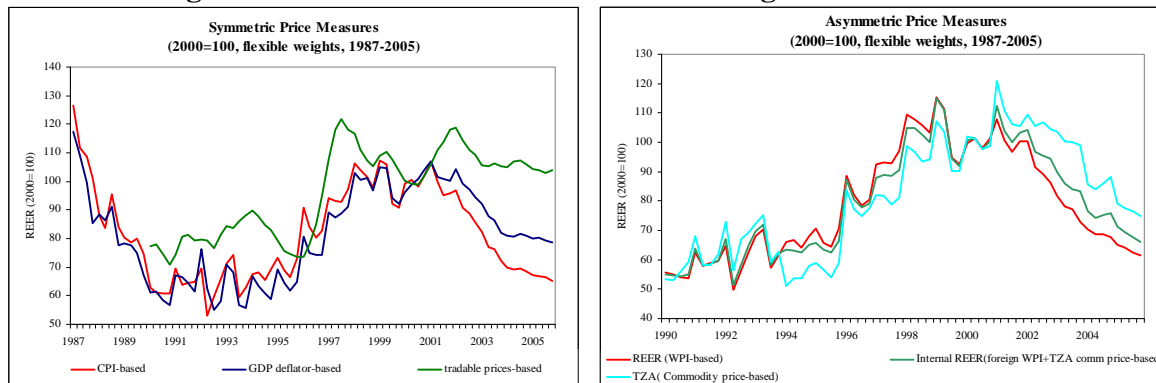 Symmetric Price Measures
(2000=100, flexible weights, 1987-2005)
REER (2000=100)
140
130
120
110
100
90
80
70
60
50
1987 1989 1991 1993 1995 1997 1999 2001 2003 2005
CPI-based GDP deflator-based tradable prices-based
Asymmetric Price Measures
(2000=100, flexible weights, 1987-2005)
REER (2000=100)
130
120
110
100
90
80
70
60
50
40
30
1990 1992 1994 1996 1998 2000 2002 2004
REER (WPI-based) Internal REER(foreign WPI+TZA comm price-based
TZA( Commodity price-based)